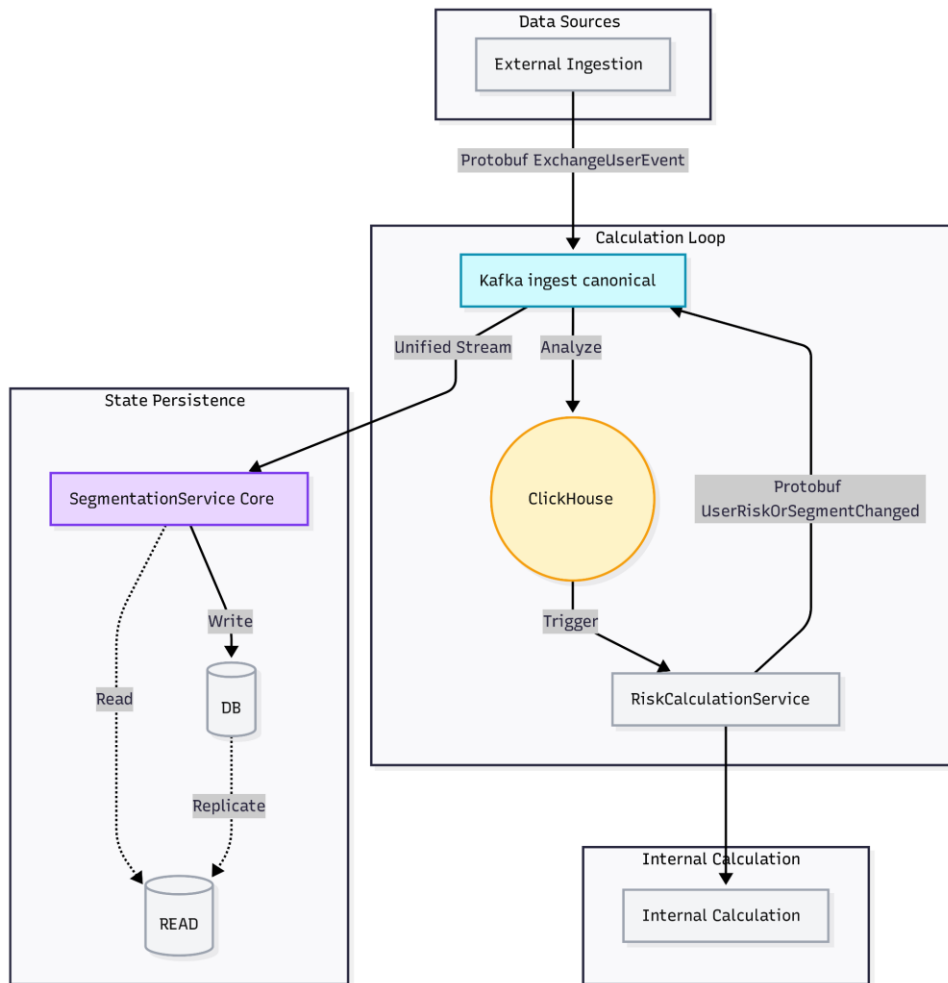 Data Sources
External Ingestion
Protobuf ExchangeUserEvent
Calculation Loop
Kafka ingest canonical
Unified Stream
Analyze
State Persistence
SegmentationService Core
ClickHouse
Protobuf
UserRiskOrSegmentChanged
Write
Trigger
Read
DB
RiskCalculationService
Replicate
Internal Calculation
READ
Internal Calculation